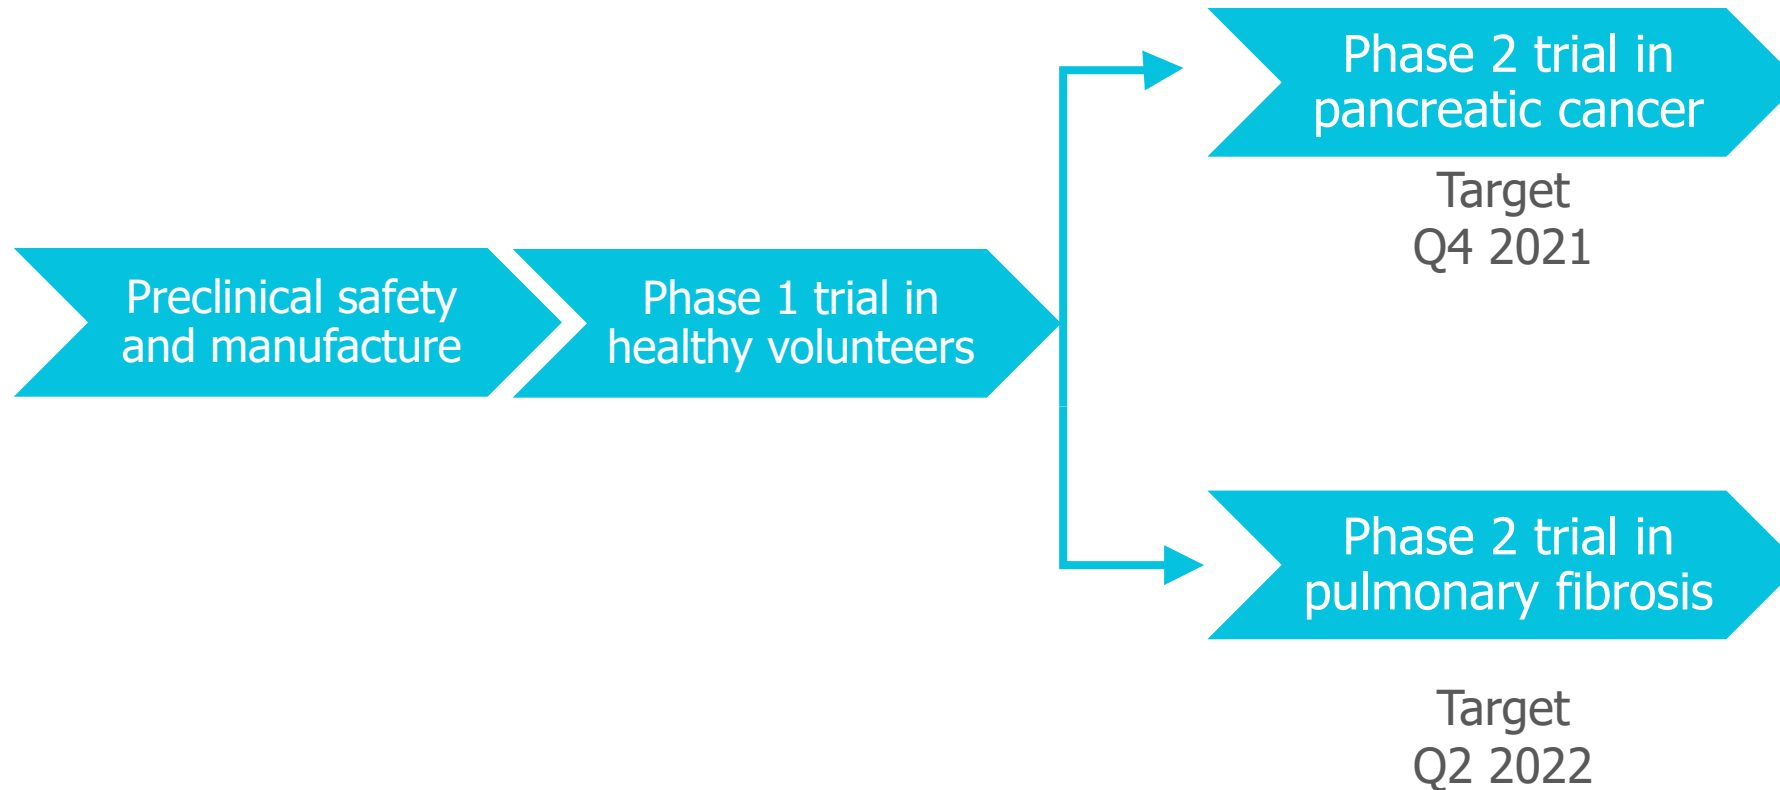 Preclinical safety
and manufacture
Phase 1 trial in
healthy volunteers
Phase 2 trial in
pancreatic cancer
Target
Q4 2021
Phase 2 trial in
pulmonary fibrosis
Target
Q2 2022